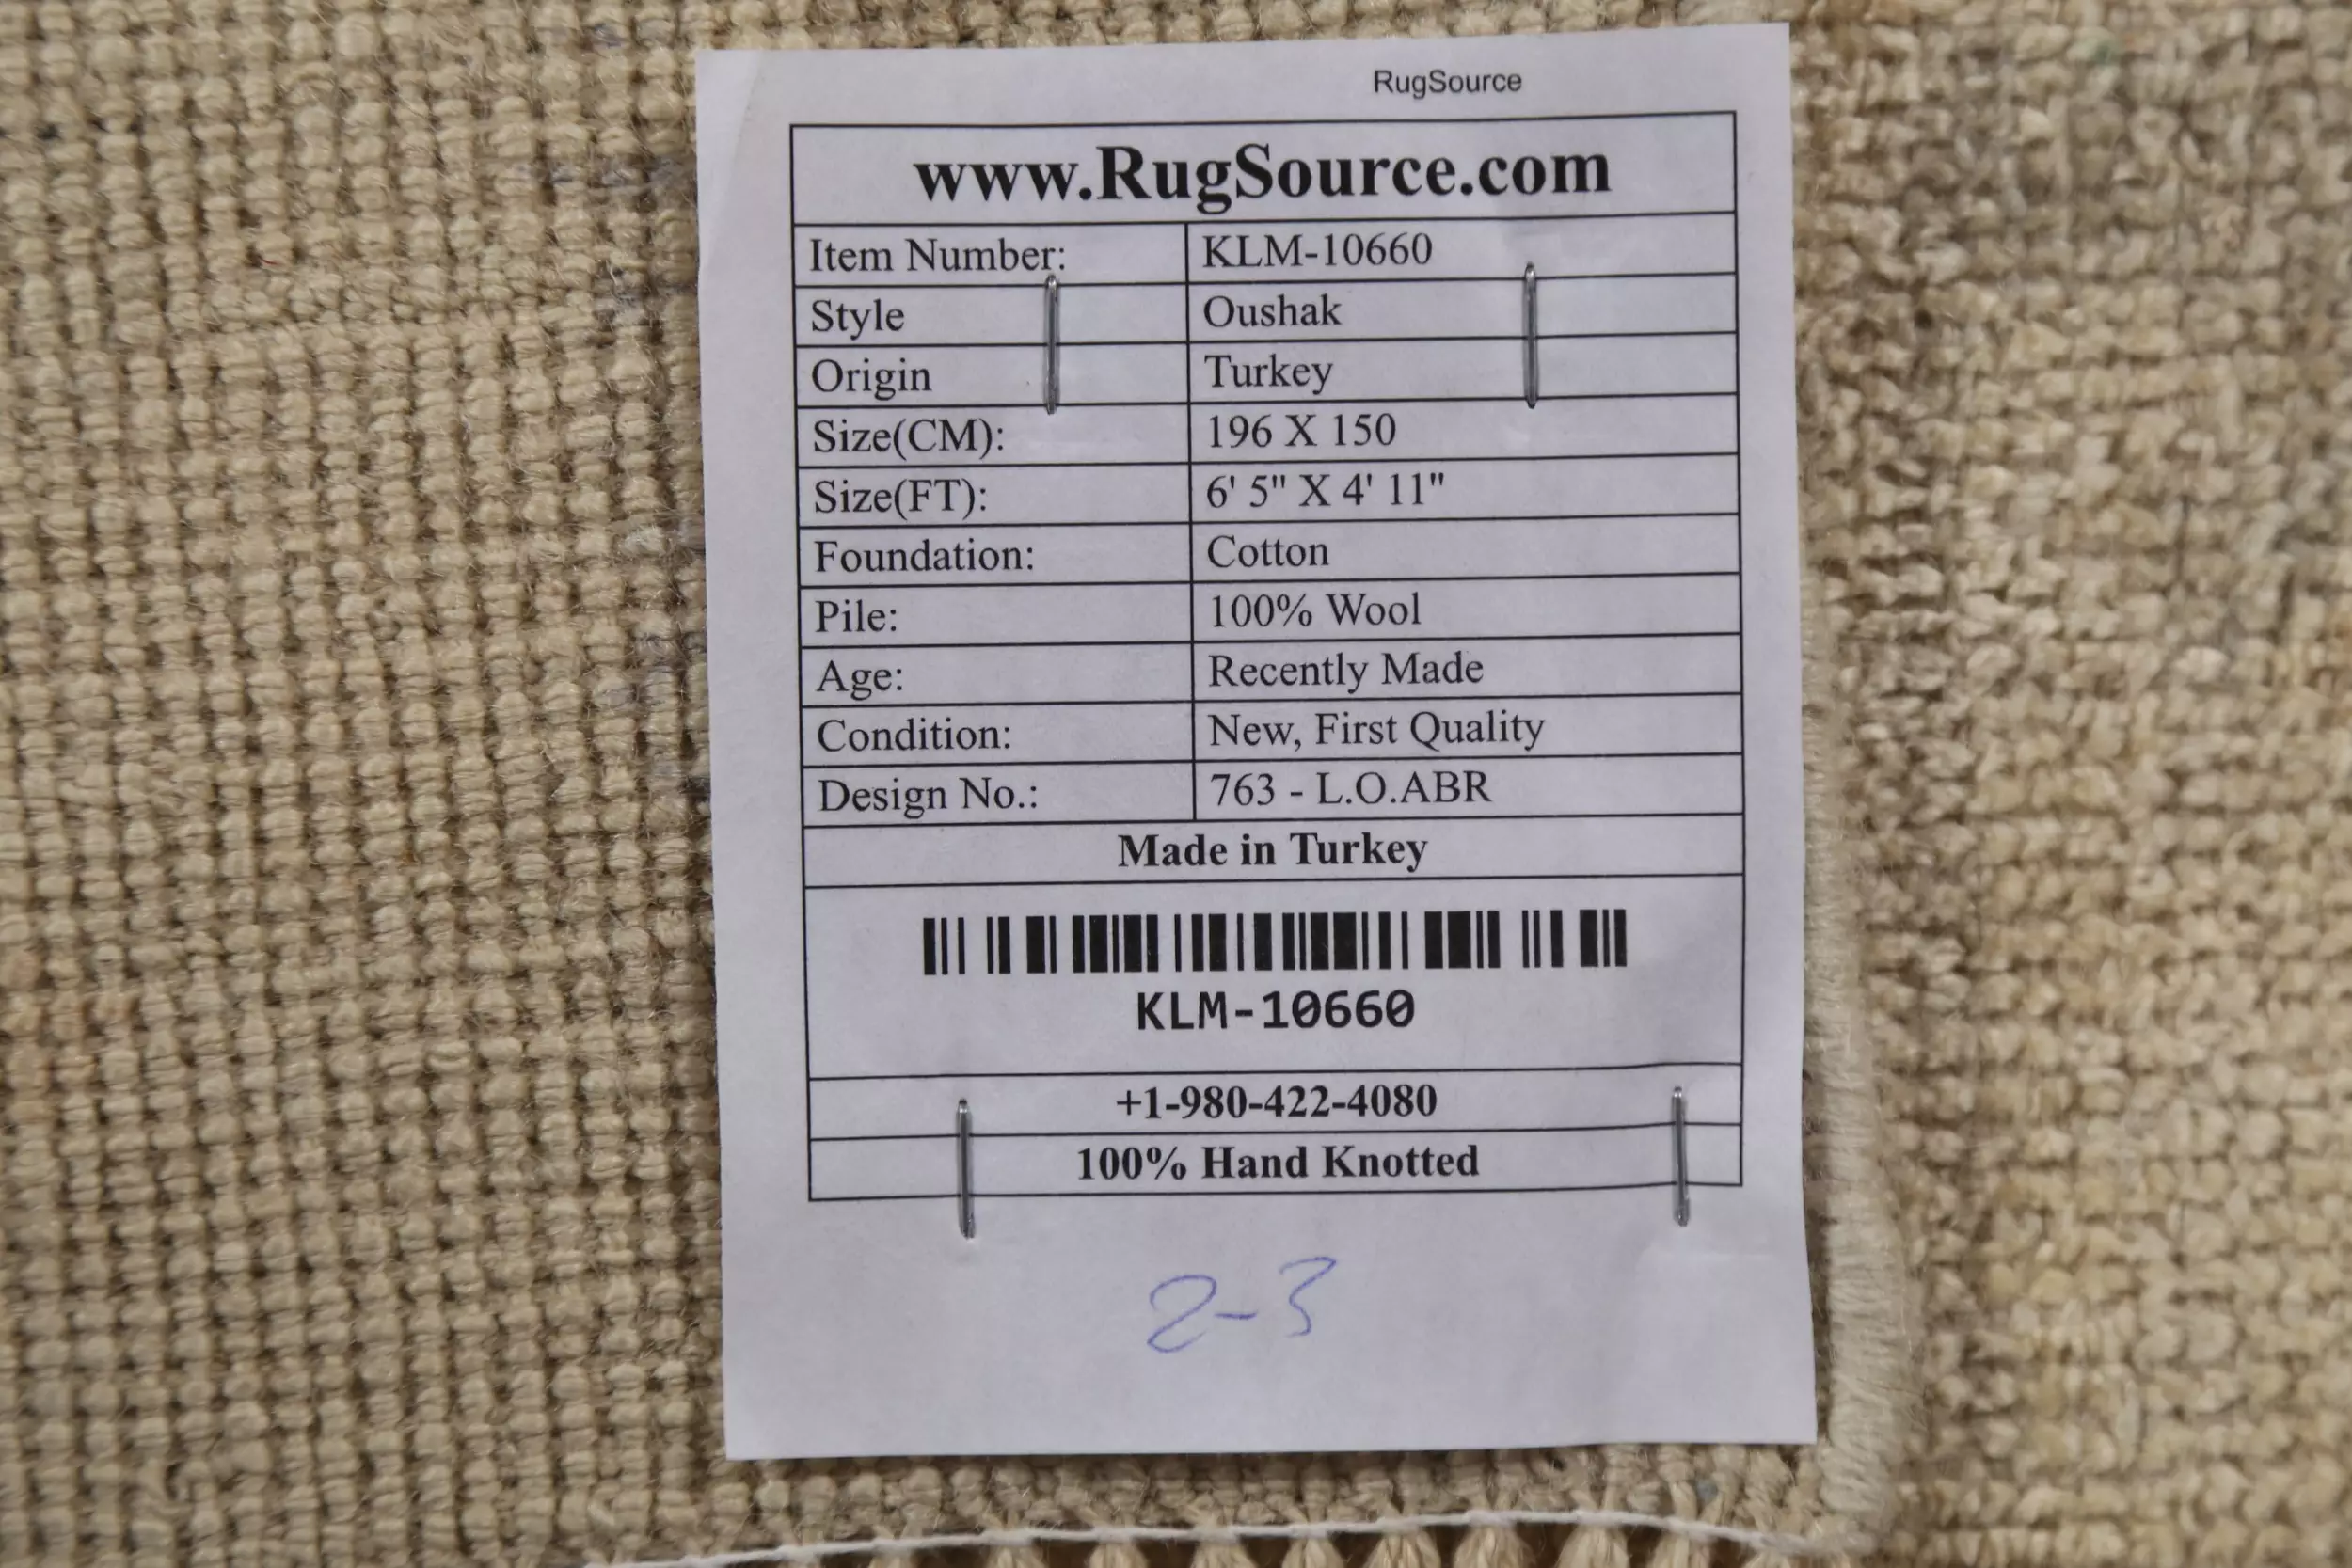 RugSource
www.RugSource.com
Item Number: KLM-10660
Style Oushak
Origin Turkey
Size(CM): 196 X 150
Size(FT): 6' 5" X 4' 11"
Foundation: Cotton
Pile: 100% Wool
Age: Recently Made
Condition: New, First Quality
Design No.: 763 - L.O.ABR
Made in Turkey
KLM-10660
+1-980-422-4080
100% Hand Knotted
2-3